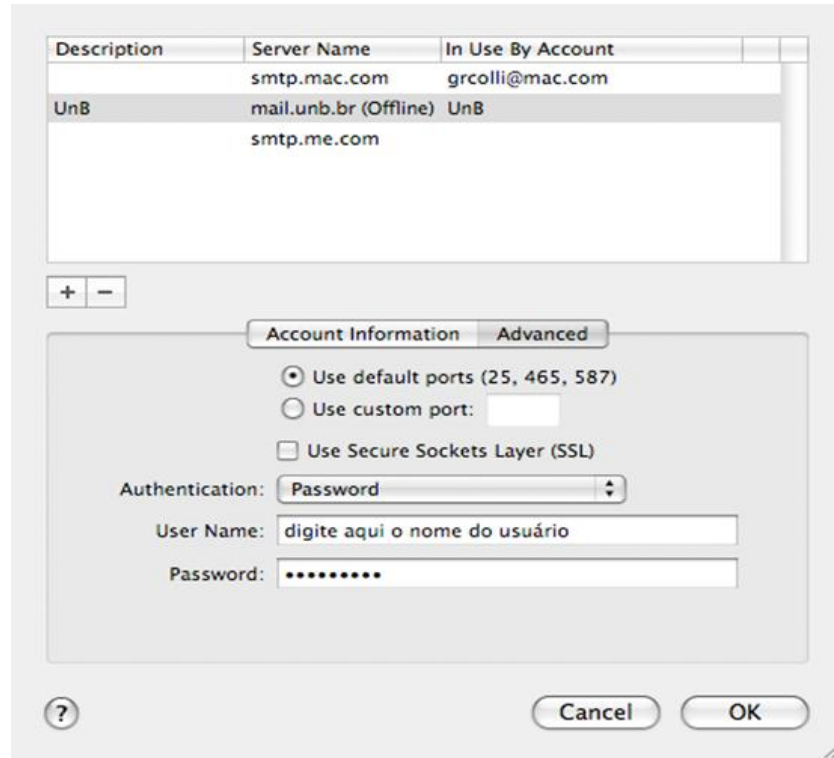 Description Server Name In Use By Account
smtp.mac.com grcolli@mac.com
UnB mail.unb.br (Offline) UnB
smtp.me.com
+ −
Account Information Advanced
Use default ports (25, 465, 587)
Use custom port:
Use Secure Sockets Layer (SSL)
Authentication: Password
User Name: digite aqui o nome do usuário
Password: •••••••••
? Cancel OK